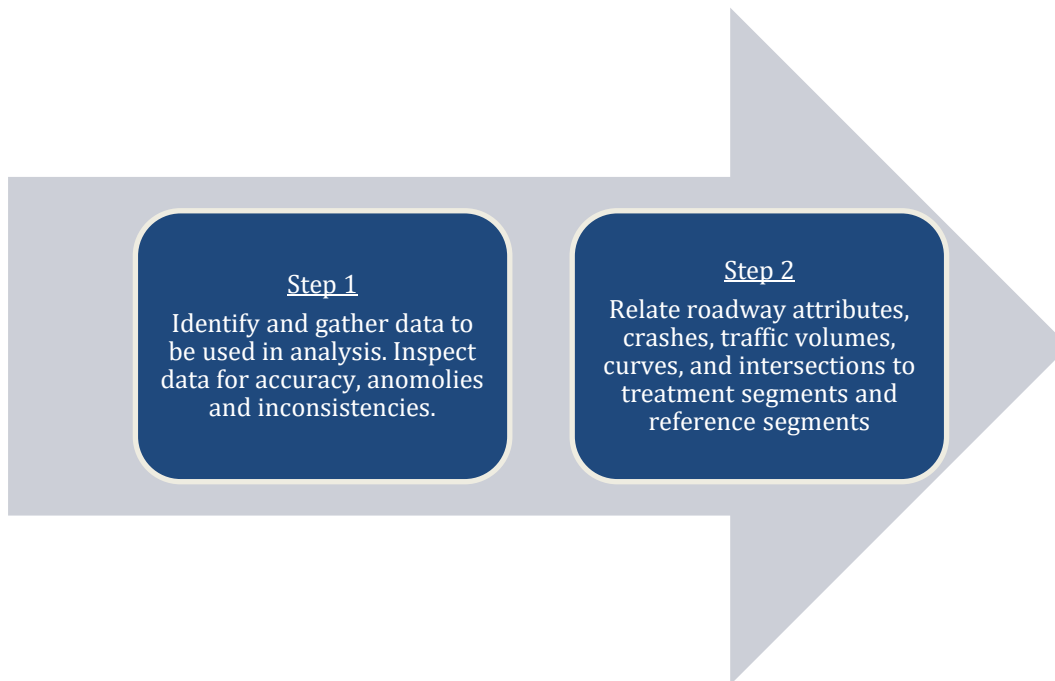 Step 1
Identify and gather data to
be used in analysis. Inspect
data for accuracy, anomolies
and inconsistencies.
Step 2
Relate roadway attributes,
crashes, traffic volumes,
curves, and intersections to
treatment segments and
reference segments